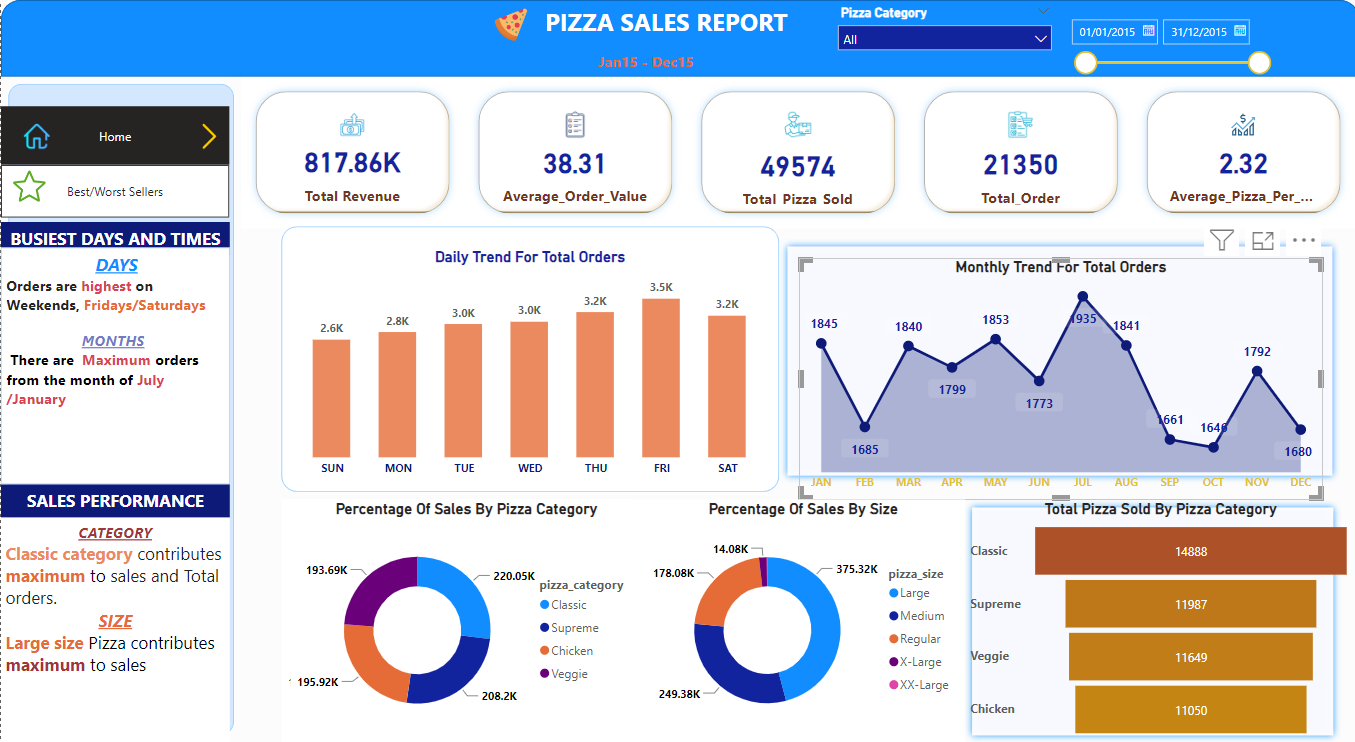 PIZZA SALES REPORT
Jan15 - Dec15
Pizza Category
All
01/01/2015
31/12/2015
Home
Best/Worst Sellers
817.86K
Total Revenue
38.31
Average_Order_Value
49574
Total_Pizza_Sold
21350
Total_Order
2.32
Average_Pizza_Per_...
BUSIEST DAYS AND TIMES
DAYS
Orders are highest on
Weekends, Fridays/Saturdays
MONTHS
There are Maximum orders
from the month of July
/January
SALES PERFORMANCE
CATEGORY
Classic category contributes
maximum to sales and Total
orders.
SIZE
Large size Pizza contributes
maximum to sales
Daily Trend For Total Orders
2.6K
2.8K
3.0K
3.0K
3.2K
3.5K
3.2K
SUN
MON
TUE
WED
THU
FRI
SAT
Monthly Trend For Total Orders
1845
1685
1840
1799
1853
1773
1935
1841
1661
1646
1792
1680
JAN
FEB
MAR
APR
MAY
JUN
JUL
AUG
SEP
OCT
NOV
DEC
Percentage Of Sales By Pizza Category
193.69K
220.05K
195.92K
208.2K
pizza_category
Classic
Supreme
Chicken
Veggie
Percentage Of Sales By Size
14.08K
178.08K
375.32K
249.38K
pizza_size
Large
Medium
Regular
X-Large
XX-Large
Total Pizza Sold By Pizza Category
Classic
14888
Supreme
11987
Veggie
11649
Chicken
11050